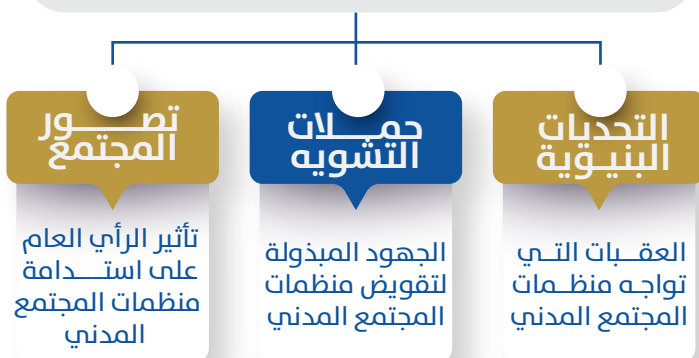 التحديات
البنيوية
العقبات التي
تواجه منظمات
المجتمع المدني
حملات
التشويه
الجهود المبذولة
لتقويض منظمات
المجتمع المدني
تصور
المجتمع
تأثير الرأي العام
على استدامة
منظمات المجتمع
المدني